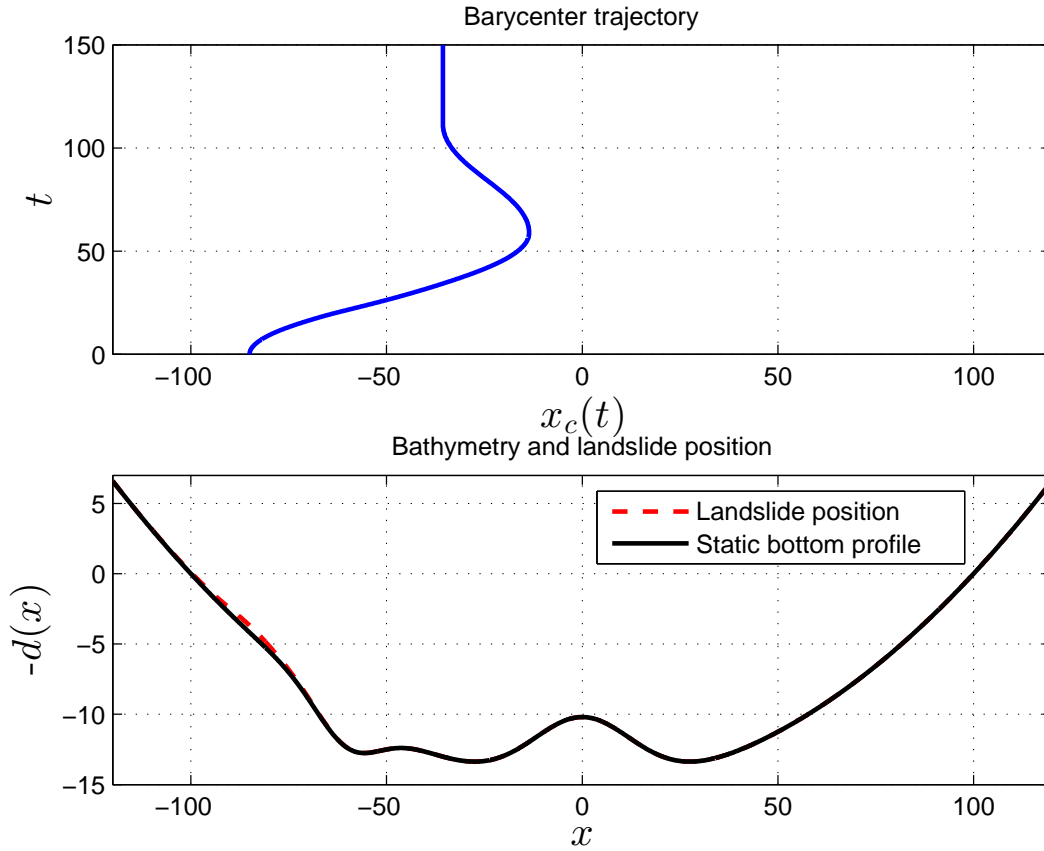 Barycenter trajectory
150
100
50
0
t
−100 −50 0 50 100
x_c(t)
Bathymetry and landslide position
5
0
−5
−10
−15
-d(x)
Landslide position
Static bottom profile
−100 −50 0 50 100
x